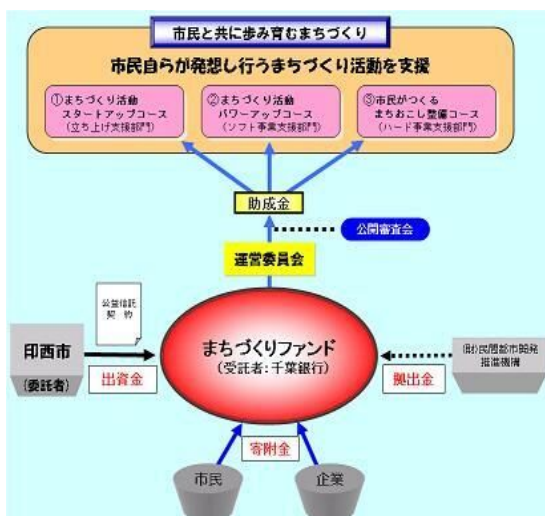 市民と共に歩み育むまちづくり
市民自らが発想し行うまちづくり活動を支援
①まちづくり活動
スタートアップコース
(立ち上げ支援部門)
②まちづくり活動
パワーアップコース
(ソフト事業支援部門)
③市民がつくる
まちおこし整備コース
(ハード事業支援部門)
助成金
公開審査会
運営委員会
公益信託
契約
印西市
(委託者)
出資金
まちづくりファンド
(受託者:千葉銀行)
(財)民間都市開発
推進機構
拠出金
寄附金
市民
企業